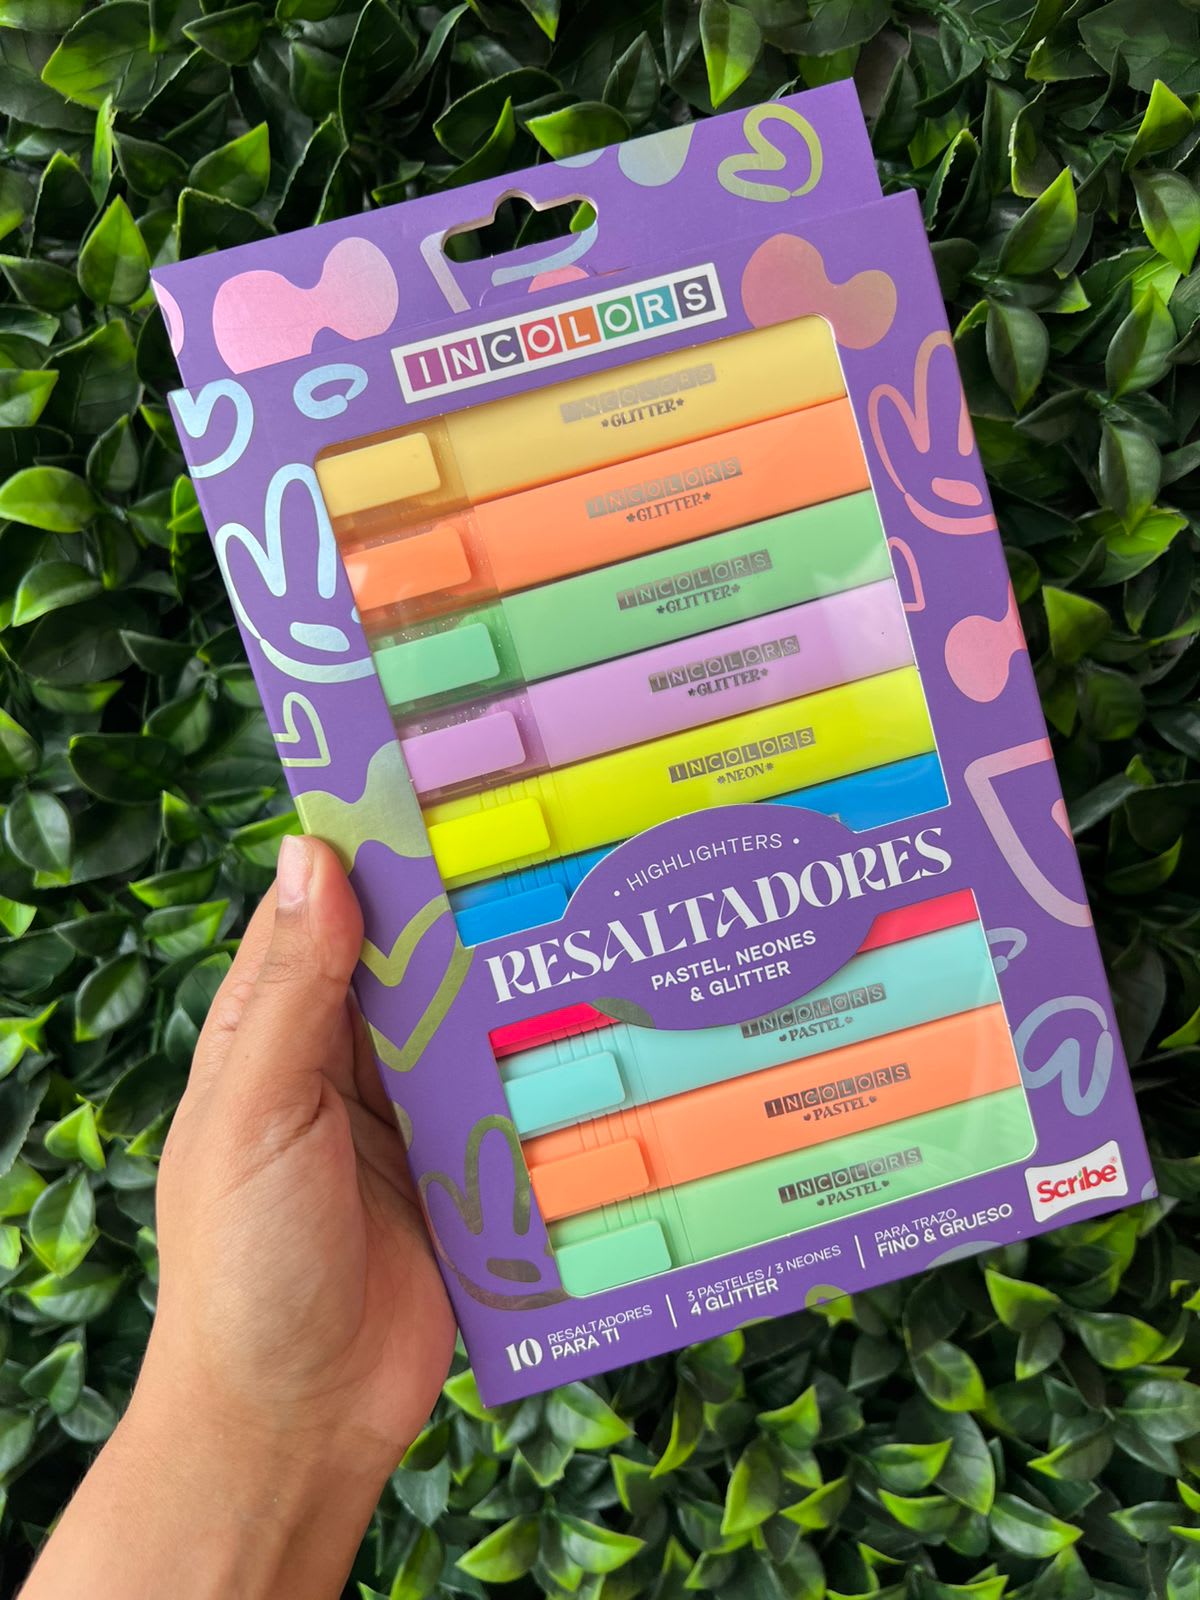 INCOLORS
INCOLORS
*GLITTER*
INCOLORS
*GLITTER*
INCOLORS
*GLITTER*
INCOLORS
*GLITTER*
INCOLORS
*NEON*
• HIGHLIGHTERS •
RESALTADORES
PASTEL, NEONES
& GLITTER
INCOLORS
PASTEL
INCOLORS
PASTEL
INCOLORS
PASTEL
Scribe®
10 RESALTADORES
PARA TI
3 PASTELES / 3 NEONES
4 GLITTER
PARA TRAZO
FINO & GRUESO